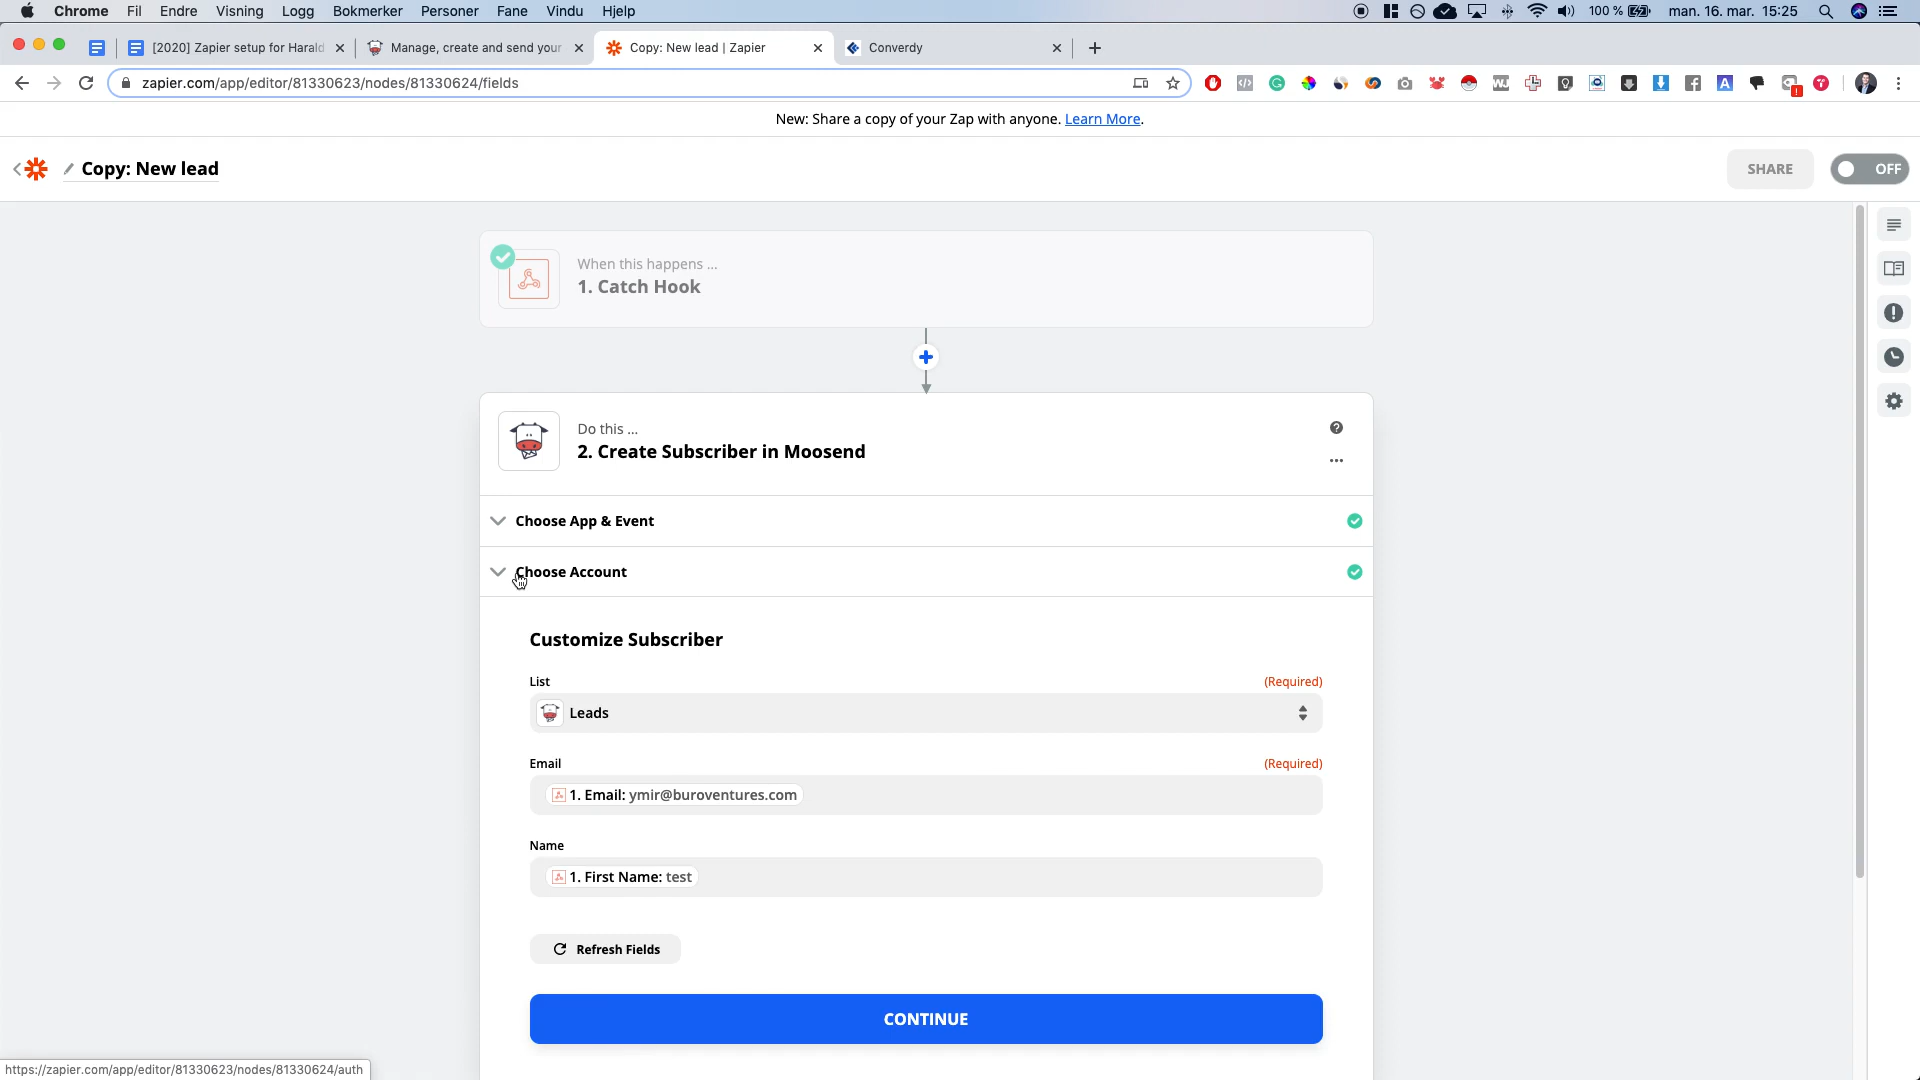 Chrome Fil Endre Visning Logg Bokmerker Personer Fane Vindu Hjelp 100 % man. 16. mar. 15:25
[2020] Zapier setup for Harald Manage, create and send your Copy: New lead | Zapier Converdy
zapier.com/app/editor/81330623/nodes/81330624/fields
New: Share a copy of your Zap with anyone. Learn More.
Copy: New lead SHARE OFF
When this happens ...
1. Catch Hook
Do this ...
2. Create Subscriber in Moosend
Choose App & Event
Choose Account
Customize Subscriber
List (Required)
Leads
Email (Required)
1. Email: ymir@buroventures.com
Name
1. First Name: test
Refresh Fields
CONTINUE
https://zapier.com/app/editor/81330623/nodes/81330624/auth